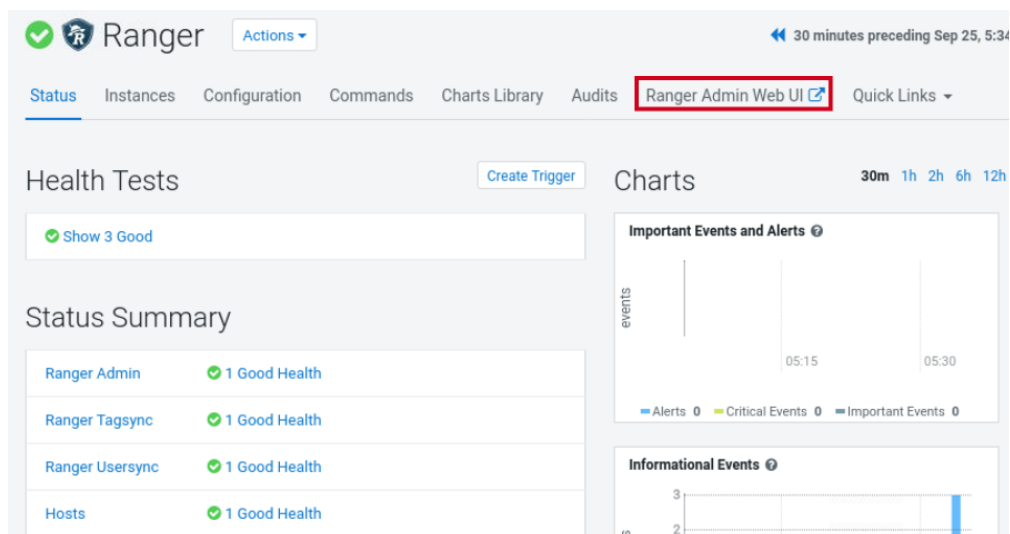 Ranger Actions
30 minutes preceding Sep 25, 5:34
Status Instances Configuration Commands Charts Library Audits Ranger Admin Web UI Quick Links
Health Tests
Create Trigger
Show 3 Good
Status Summary
Ranger Admin 1 Good Health
Ranger Tagsync 1 Good Health
Ranger Usersync 1 Good Health
Hosts 1 Good Health
Charts
30m 1h 2h 6h 12h
Important Events and Alerts
events
05:15 05:30
Alerts 0 Critical Events 0 Important Events 0
Informational Events
3
2